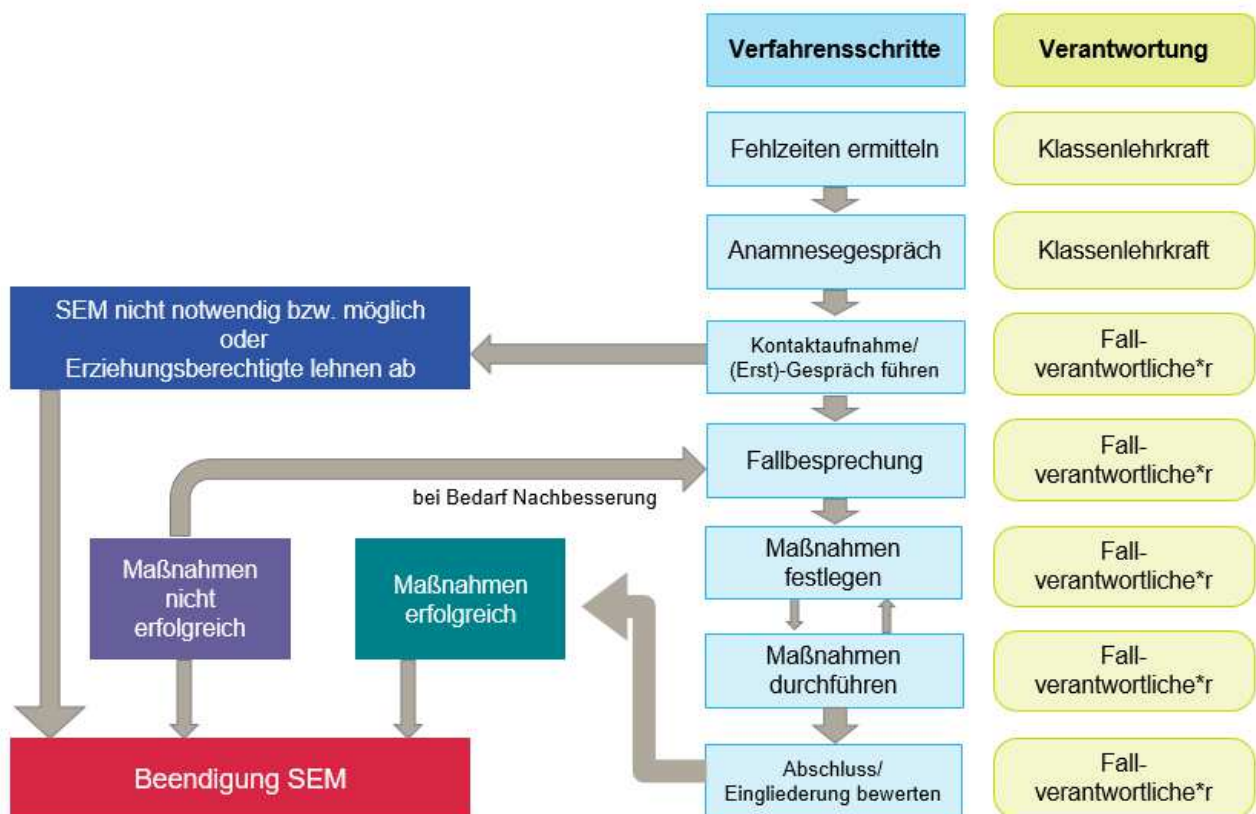 Verfahrensschritte
Verantwortung
Fehlzeiten ermitteln
Klassenlehrkraft
Anamnesegespräch
Klassenlehrkraft
SEM nicht notwendig bzw. möglich
oder
Erziehungsberechtigte lehnen ab
Kontaktaufnahme/
(Erst)-Gespräch führen
Fall-
verantwortliche*r
Fallbesprechung
Fall-
verantwortliche*r
bei Bedarf Nachbesserung
Maßnahmen
nicht
erfolgreich
Maßnahmen
erfolgreich
Maßnahmen
festlegen
Fall-
verantwortliche*r
Maßnahmen
durchführen
Fall-
verantwortliche*r
Beendigung SEM
Abschluss/
Eingliederung bewerten
Fall-
verantwortliche*r